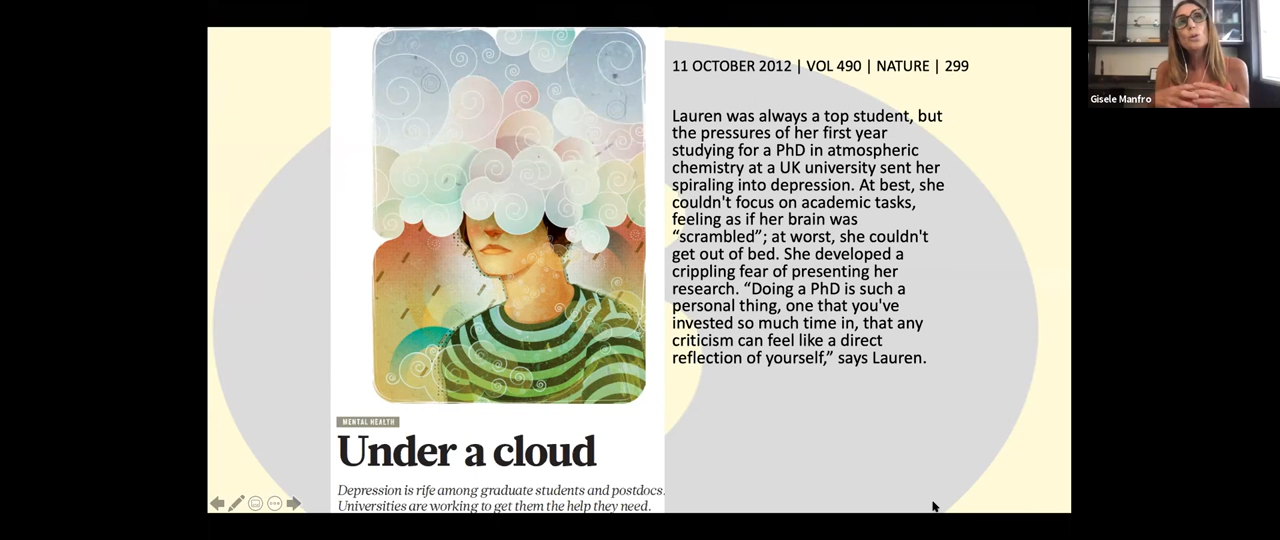 11 OCTOBER 2012 | VOL 490 | NATURE | 299
Lauren was always a top student, but
the pressures of her first year
studying for a PhD in atmospheric
chemistry at a UK university sent her
spiraling into depression. At best, she
couldn't focus on academic tasks,
feeling as if her brain was
“scrambled”; at worst, she couldn't
get out of bed. She developed a
crippling fear of presenting her
research. “Doing a PhD is such a
personal thing, one that you've
invested so much time in, that any
criticism can feel like a direct
reflection of yourself,” says Lauren.
MENTAL HEALTH
Under a cloud
Depression is rife among graduate students and postdocs.
Universities are working to get them the help they need.
Gisele Manfro